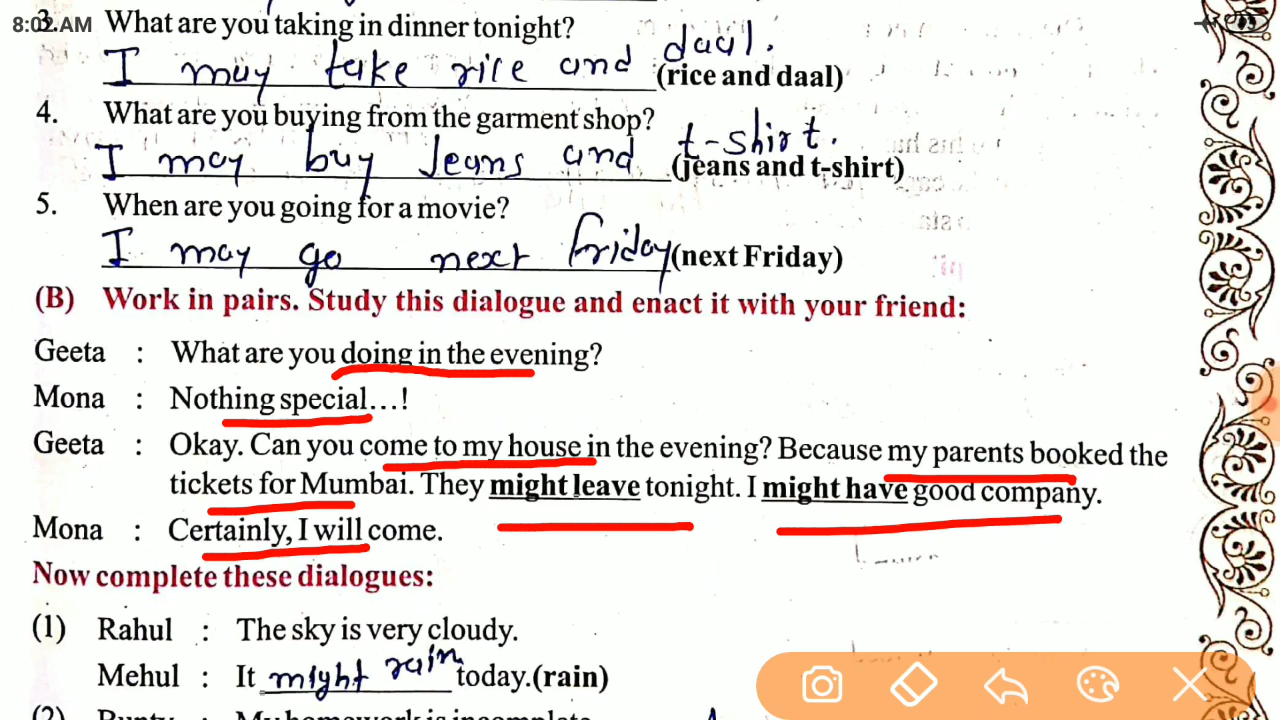 8:02 AM
3. What are you taking in dinner tonight?
I may take rice and daal. (rice and daal)
4. What are you buying from the garment shop?
I may buy Jeans and t-shirt. (jeans and t-shirt)
5. When are you going for a movie?
I may go next Friday (next Friday)
(B) Work in pairs. Study this dialogue and enact it with your friend:
Geeta : What are you doing in the evening?
Mona : Nothing special...!
Geeta : Okay. Can you come to my house in the evening? Because my parents booked the
tickets for Mumbai. They might leave tonight. I might have good company.
Mona : Certainly, I will come.
Now complete these dialogues:
(1) Rahul : The sky is very cloudy.
Mehul : It might rain today.(rain)
(2) Bunty : My homework is incomplete.